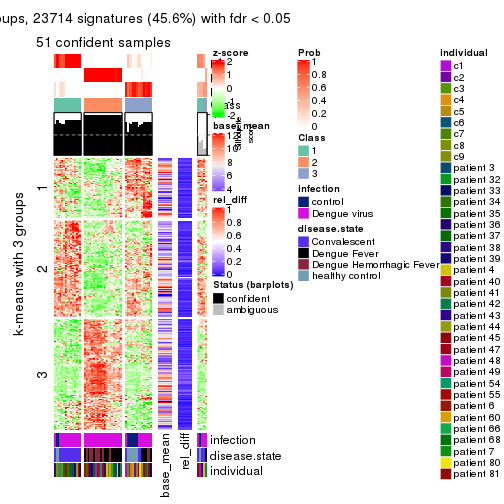 oups, 23714 signatures (45.6%) with fdr < 0.05
51 confident samples
z-score
2
1
0
-1
-2
Class
Silhouette
score
base_mean
12
10
8
6
4
rel_diff
1
0.8
0.6
0.4
0.2
0
Status (barplots)
confident
ambiguous
Prob
1
0.8
0.6
0.4
0.2
0
Class
1
2
3
infection
control
Dengue virus
disease.state
Convalescent
Dengue Fever
Dengue Hemorrhagic Fever
healthy control
individual
c1
c2
c3
c4
c5
c6
c7
c8
c9
patient 3
patient 32
patient 33
patient 34
patient 35
patient 36
patient 37
patient 38
patient 39
patient 4
patient 40
patient 41
patient 42
patient 43
patient 44
patient 45
patient 47
patient 48
patient 49
patient 54
patient 55
patient 6
patient 60
patient 66
patient 68
patient 7
patient 80
patient 81
k-means with 3 groups
1
2
3
base_mean
rel_diff
infection
disease.state
individual